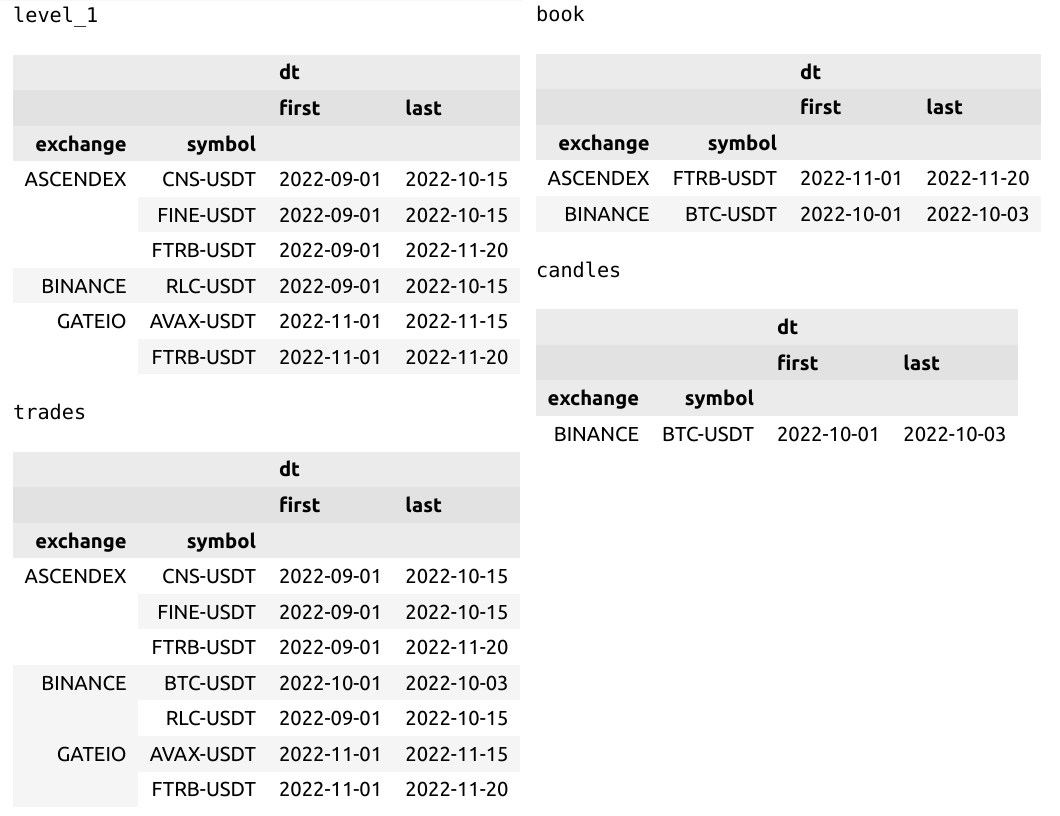 level_1
dt
first last
exchange symbol
ASCENDEX CNS-USDT 2022-09-01 2022-10-15
FINE-USDT 2022-09-01 2022-10-15
FTRB-USDT 2022-09-01 2022-11-20
BINANCE RLC-USDT 2022-09-01 2022-10-15
GATEIO AVAX-USDT 2022-11-01 2022-11-15
FTRB-USDT 2022-11-01 2022-11-20
trades
dt
first last
exchange symbol
ASCENDEX CNS-USDT 2022-09-01 2022-10-15
FINE-USDT 2022-09-01 2022-10-15
FTRB-USDT 2022-09-01 2022-11-20
BINANCE BTC-USDT 2022-10-01 2022-10-03
RLC-USDT 2022-09-01 2022-10-15
GATEIO AVAX-USDT 2022-11-01 2022-11-15
FTRB-USDT 2022-11-01 2022-11-20
book
dt
first last
exchange symbol
ASCENDEX FTRB-USDT 2022-11-01 2022-11-20
BINANCE BTC-USDT 2022-10-01 2022-10-03
candles
dt
first last
exchange symbol
BINANCE BTC-USDT 2022-10-01 2022-10-03